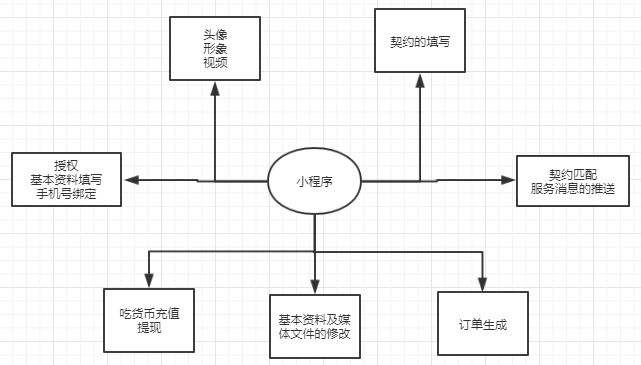 头像
形象
视频
契约的填写
授权
基本资料填写
手机号绑定
小程序
契约匹配
服务消息的推送
吃货币充值
提现
基本资料及媒
体文件的修改
订单生成